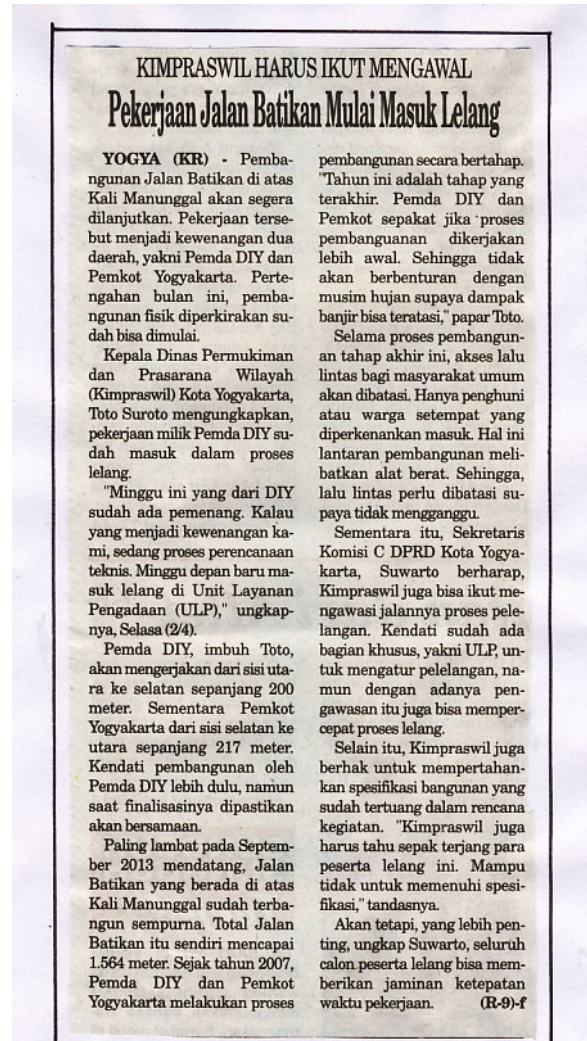 KIMPRASWIL HARUS IKUT MENGAWAL
Pekerjaan Jalan Batikan Mulai Masuk Lelang
YOGYA (KR) - Pemba-
ngunan Jalan Batikan di atas
Kali Manunggal akan segera
dilanjutkan. Pekerjaan terse-
but menjadi kewenangan dua
daerah, yakni Pemda DIY dan
Pemkot Yogyakarta. Perte-
ngahan bulan ini, pemba-
ngunan fisik diperkirakan su-
dah bisa dimulai.
Kepala Dinas Permukiman
dan Prasarana Wilayah
(Kimpraswil) Kota Yogyakarta,
Toto Suroto mengungkapkan,
pekerjaan milik Pemda DIY su-
dah masuk dalam proses
lelang.
"Minggu ini yang dari DIY
sudah ada pemenang. Kalau
yang menjadi kewenangan ka-
mi, sedang proses perencanaan
teknis. Minggu depan baru ma-
suk lelang di Unit Layanan
Pengadaan (ULP)," ungkap-
nya, Selasa (2/4).
Pemda DIY, imbuh Toto,
akan mengerjakan dari sisi uta-
ra ke selatan sepanjang 200
meter. Sementara Pemkot
Yogyakarta dari sisi selatan ke
utara sepanjang 217 meter.
Kendati pembangunan oleh
Pemda DIY lebih dulu, namun
saat finalisasinya dipastikan
akan bersamaan.
Paling lambat pada Septem-
ber 2013 mendatang, Jalan
Batikan yang berada di atas
Kali Manunggal sudah terba-
ngun sempurna. Total Jalan
Batikan itu sendiri mencapai
1.564 meter. Sejak tahun 2007,
Pemda DIY dan Pemkot
Yogyakarta melakukan proses
pembangunan secara bertahap.
"Tahun ini adalah tahap yang
terakhir. Pemda DIY dan
Pemkot sepakat jika proses
pembanguanan dikerjakan
lebih awal. Sehingga tidak
akan berbenturan dengan
musim hujan supaya dampak
banjir bisa teratasi," papar Toto.
Selama proses pembangun-
an tahap akhir ini, akses lalu
lintas bagi masyarakat umum
akan dibatasi. Hanya penghuni
atau warga setempat yang
diperkenankan masuk. Hal ini
lantaran pembangunan meli-
batkan alat berat. Sehingga,
lalu lintas perlu dibatasi su-
paya tidak mengganggu.
Sementara itu, Sekretaris
Komisi C DPRD Kota Yogya-
karta, Suwarto berharap,
Kimpraswil juga bisa ikut me-
ngawasi jalannya proses pele-
langan. Kendati sudah ada
bagian khusus, yakni ULP, un-
tuk mengatur pelelangan, na-
mun dengan adanya pen-
gawasan itu juga bisa memper-
cepat proses lelang.
Selain itu, Kimpraswil juga
berhak untuk mempertahan-
kan spesifikasi bangunan yang
sudah tertuang dalam rencana
kegiatan. "Kimpraswil juga
harus tahu sepak terjang para
peserta lelang ini. Mampu
tidak untuk memenuhi spesi-
fikasi," tandasnya.
Akan tetapi, yang lebih pen-
ting, ungkap Suwarto, seluruh
calon peserta lelang bisa mem-
berikan jaminan ketepatan
waktu pekerjaan. (R-9)-f